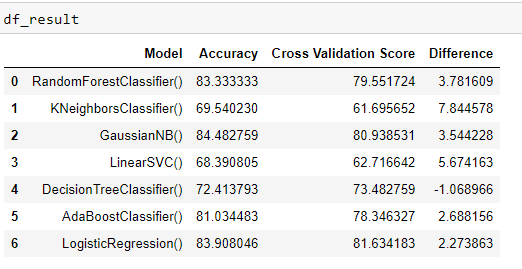 df_result
Model Accuracy Cross Validation Score Difference
0 RandomForestClassifier() 83.333333 79.551724 3.781609
1 KNeighborsClassifier() 69.540230 61.695652 7.844578
2 GaussianNB() 84.482759 80.938531 3.544228
3 LinearSVC() 68.390805 62.716642 5.674163
4 DecisionTreeClassifier() 72.413793 73.482759 -1.068966
5 AdaBoostClassifier() 81.034483 78.346327 2.688156
6 LogisticRegression() 83.908046 81.634183 2.273863